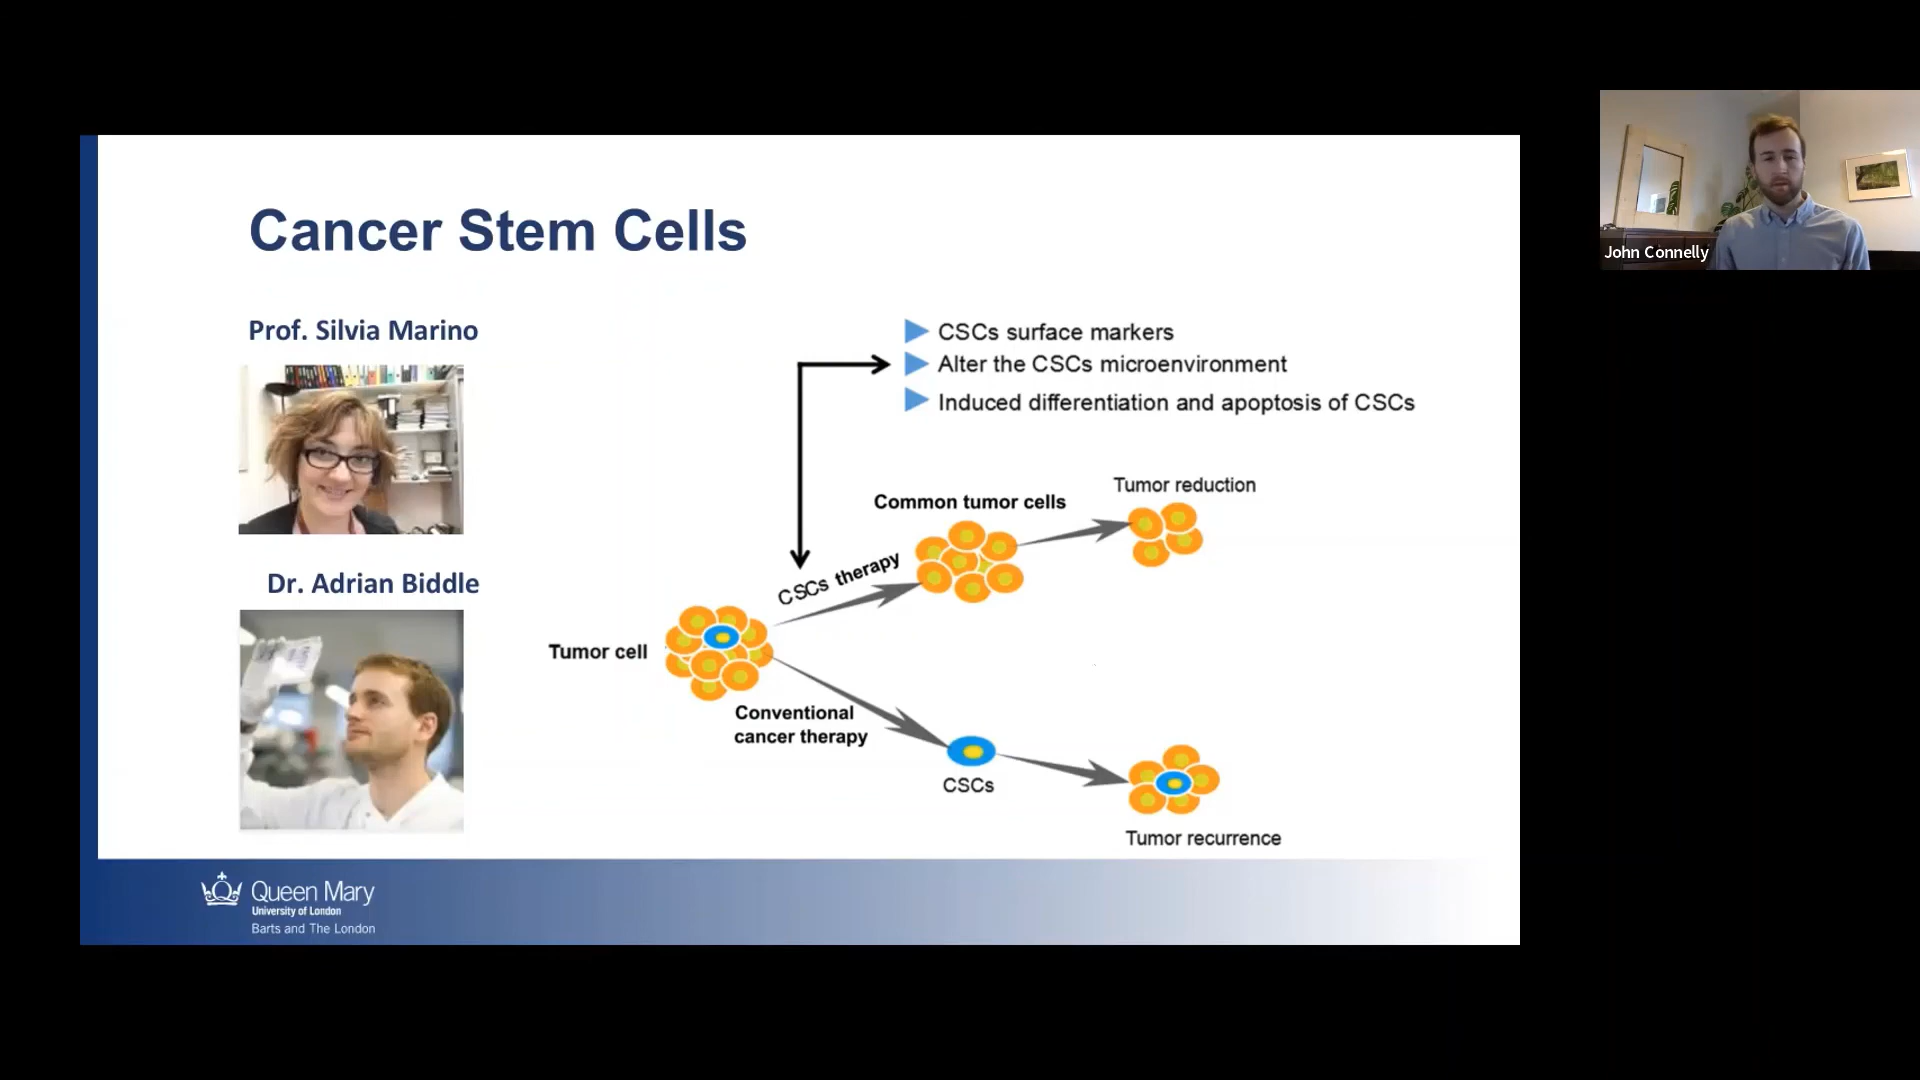 Cancer Stem Cells
Prof. Silvia Marino
Dr. Adrian Biddle
CSCs surface markers
Alter the CSCs microenvironment
Induced differentiation and apoptosis of CSCs
Tumor reduction
Common tumor cells
CSCs therapy
Tumor cell
Conventional
cancer therapy
CSCs
Tumor recurrence
Queen Mary
University of London
Barts and The London
John Connelly